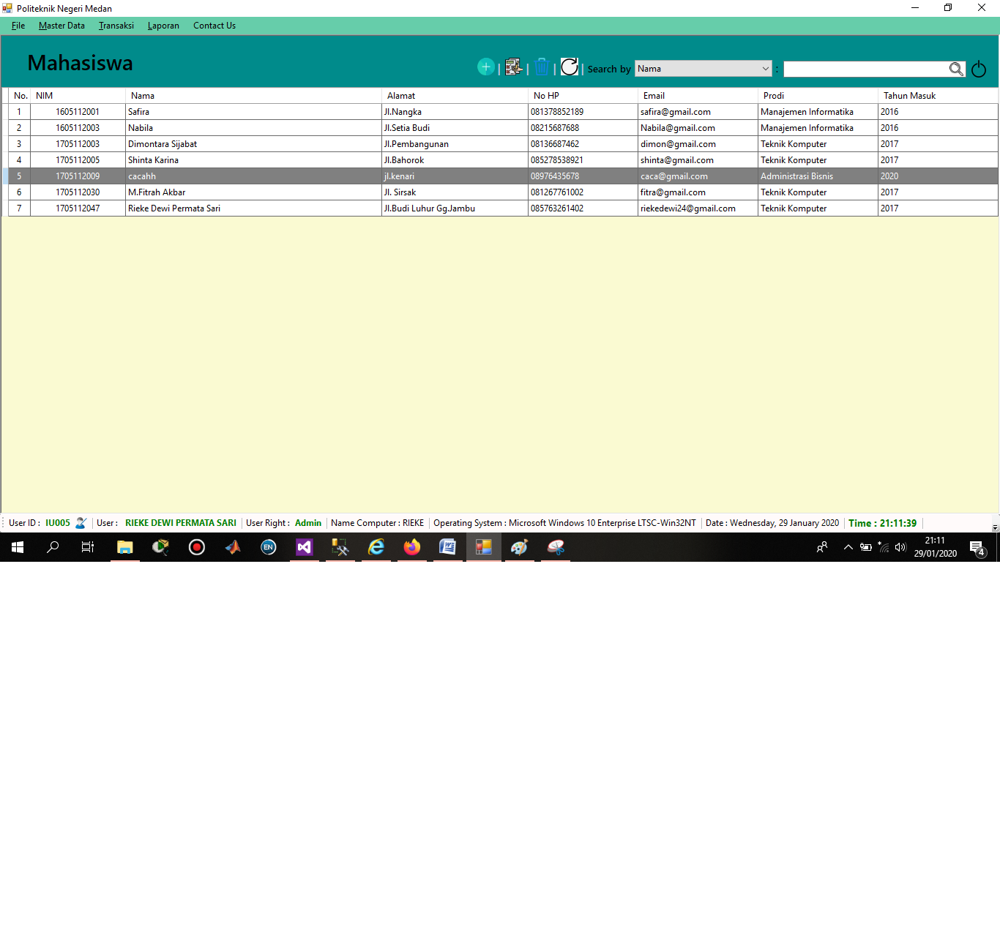 Politeknik Negeri Medan
File Master Data Transaksi Laporan Contact Us
Mahasiswa | | | | Search by Nama :
No. NIM Nama Alamat No HP Email Prodi Tahun Masuk
1 1605112001 Safira Jl.Nangka 081378852189 safira@gmail.com Manajemen Informatika 2016
2 1605112003 Nabila Jl.Setia Budi 08215687688 Nabila@gmail.com Manajemen Informatika 2016
3 1705112003 Dimontara Sijabat Jl.Pembangunan 08136687462 dimon@gmail.com Teknik Komputer 2017
4 1705112005 Shinta Karina Jl.Bahorok 085278538921 shinta@gmail.com Teknik Komputer 2017
5 1705112009 cacahh jl.kenari 08976435678 caca@gmail.com Administrasi Bisnis 2020
6 1705112030 M.Fitrah Akbar Jl. Sirsak 081267761002 fitra@gmail.com Teknik Komputer 2017
7 1705112047 Rieke Dewi Permata Sari Jl.Budi Luhur Gg.Jambu 085763261402 riekedewi24@gmail.com Teknik Komputer 2017
User ID : IU005 User : RIEKE DEWI PERMATA SARI User Right : Admin Name Computer : RIEKE Operating System : Microsoft Windows 10 Enterprise LTSC-Win32NT Date : Wednesday, 29 January 2020 Time : 21:11:39
EN 21:11
29/01/2020 4